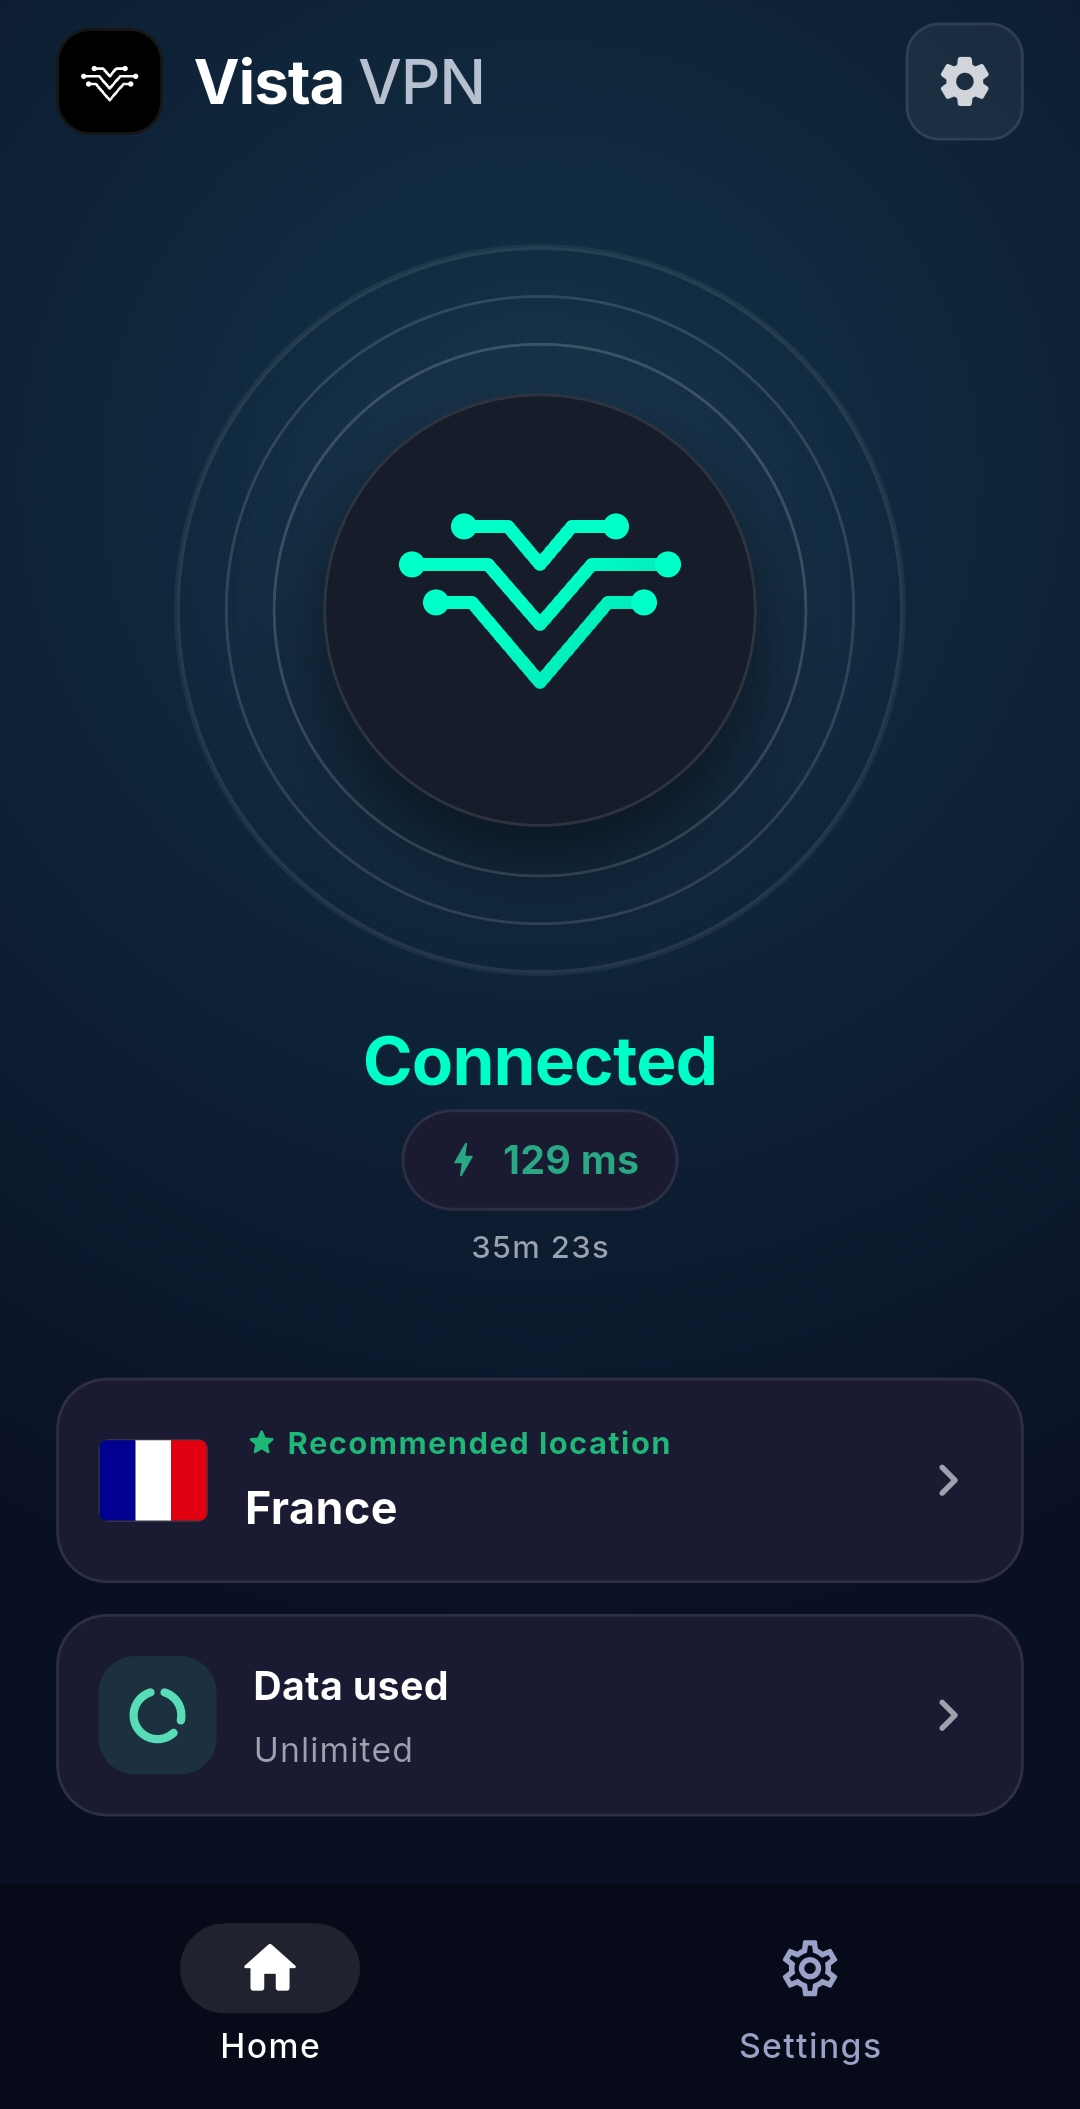 Vista VPN
Connected
129 ms
35m 23s
Recommended location
France
Data used
Unlimited
Home
Settings